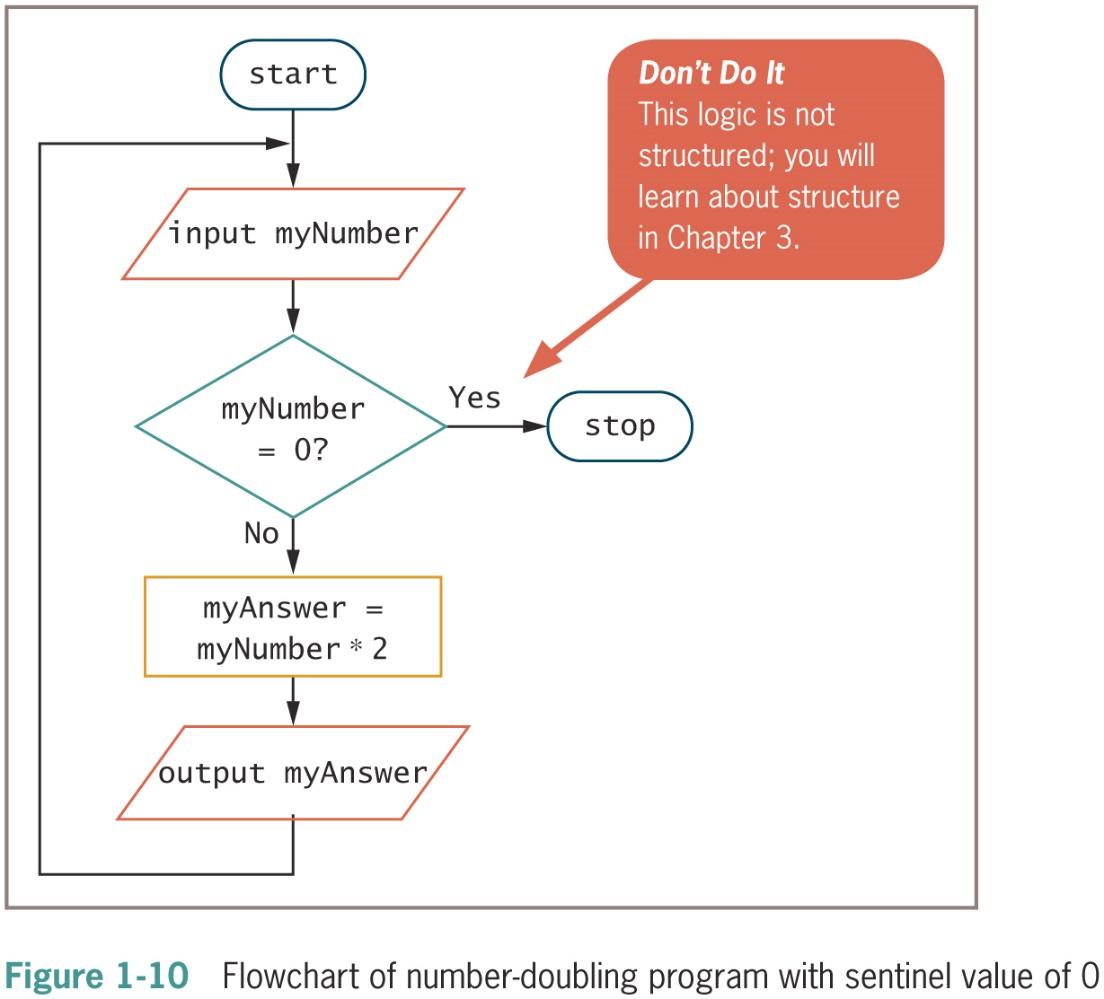 start
Don't Do It
This logic is not
structured; you will
learn about structure
in Chapter 3.
input myNumber
myNumber
= 0?
Yes
stop
No
myAnswer =
myNumber * 2
output myAnswer
Figure 1-10 Flowchart of number-doubling program with sentinel value of 0